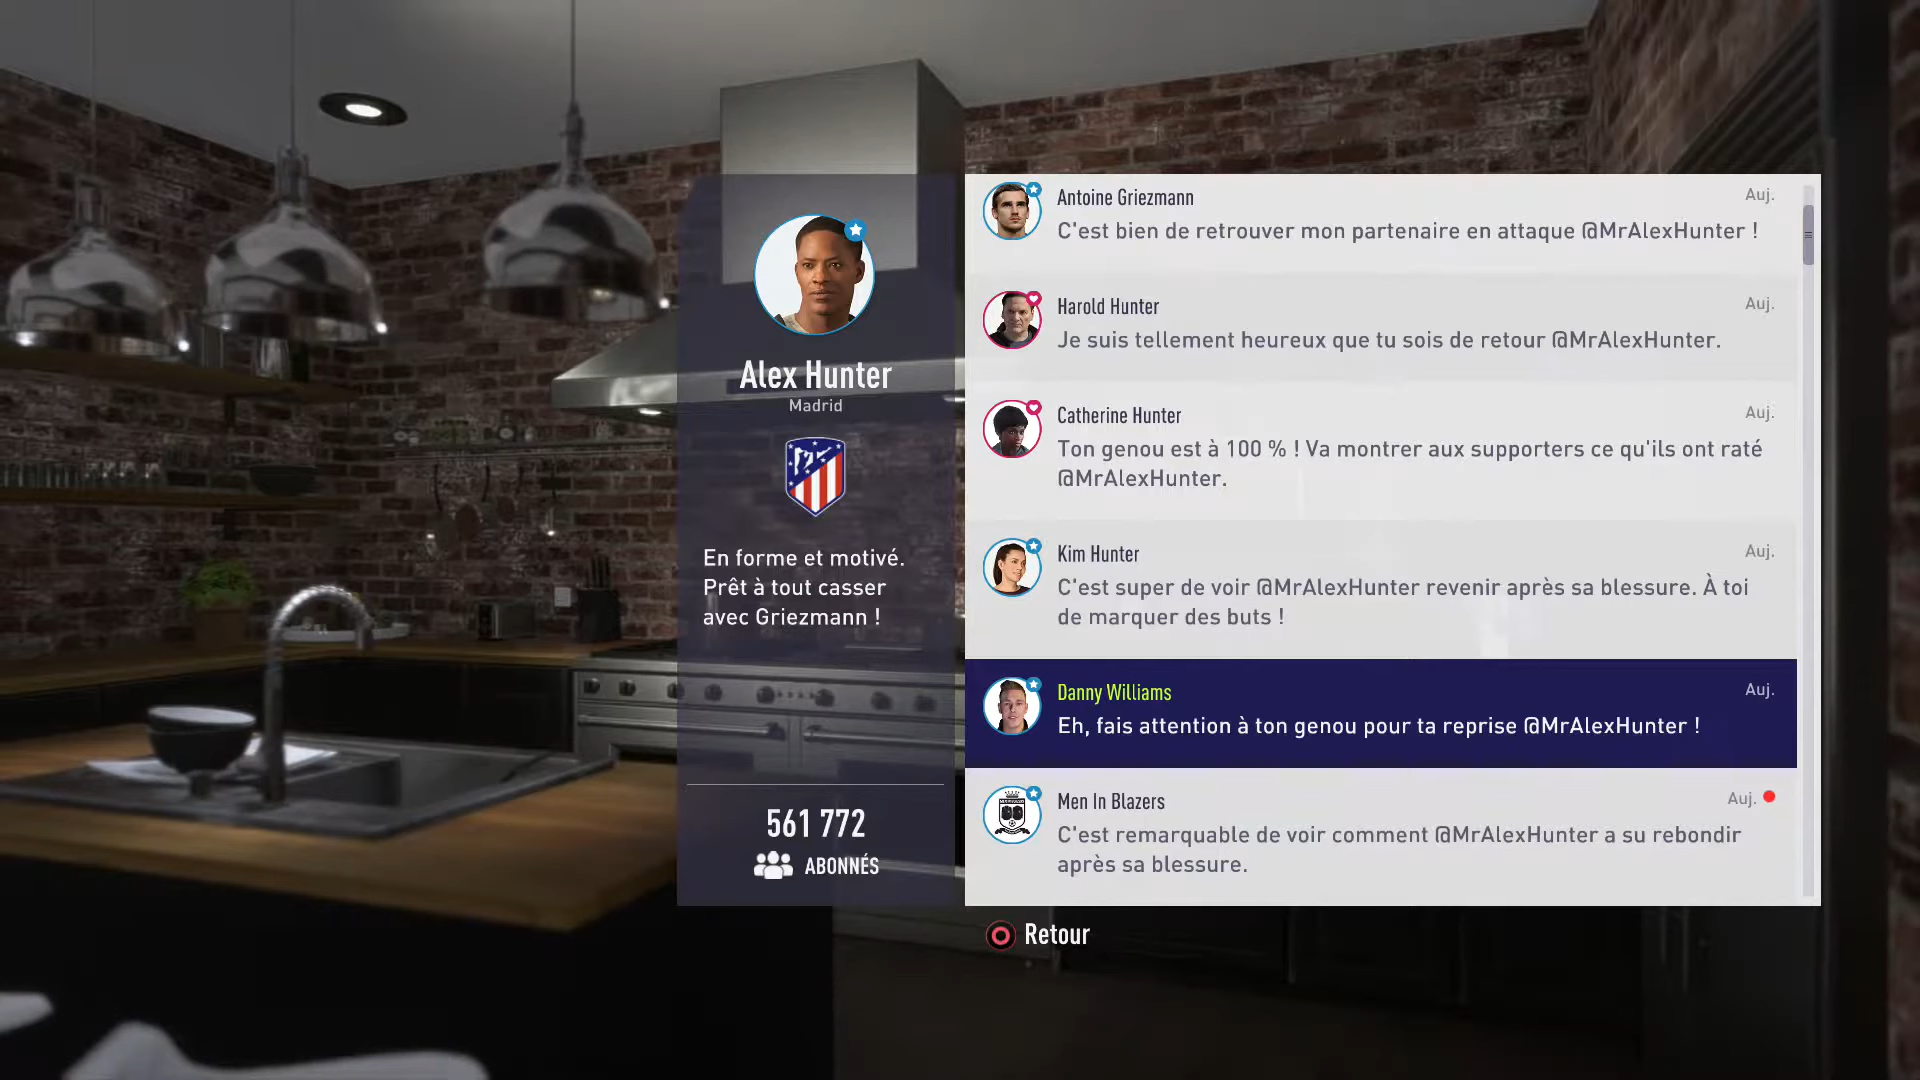 Alex Hunter
Madrid
En forme et motivé.
Prêt à tout casser
avec Griezmann !
561 772
ABONNÉS
Antoine Griezmann
Auj.
C'est bien de retrouver mon partenaire en attaque @MrAlexHunter !
Harold Hunter
Auj.
Je suis tellement heureux que tu sois de retour @MrAlexHunter.
Catherine Hunter
Auj.
Ton genou est à 100 % ! Va montrer aux supporters ce qu'ils ont raté
@MrAlexHunter.
Kim Hunter
Auj.
C'est super de voir @MrAlexHunter revenir après sa blessure. À toi
de marquer des buts !
Danny Williams
Auj.
Eh, fais attention à ton genou pour ta reprise @MrAlexHunter !
Men In Blazers
Auj.
C'est remarquable de voir comment @MrAlexHunter a su rebondir
après sa blessure.
Retour